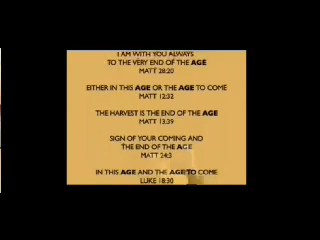 I AM WITH YOU ALWAYS
TO THE VERY END OF THE AGE
MATT 28:20
EITHER IN THIS AGE OR THE AGE TO COME
MATT 12:32
THE HARVEST IS THE END OF THE AGE
MATT 13:39
SIGN OF YOUR COMING AND
THE END OF THE AGE
MATT 24:3
IN THIS AGE AND THE AGE TO COME
LUKE 18:30